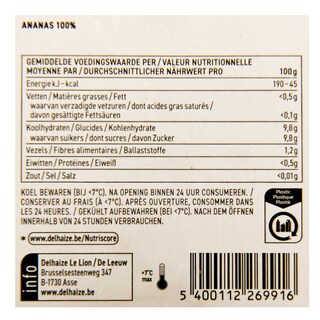 ANANAS 100%
GEMIDDELDE VOEDINGSWAARDE PER / VALEUR NUTRITIONNELLE
MOYENNE PAR / DURCHSCHNITTLICHER NÄHRWERT PRO 100 g
Energie kJ – kcal 190-45
Vetten / Matières grasses / Fett <0,5g
waarvan verzadigde vetzuren / dont acides gras saturés /
davon gesättigte Fettsäuren <0,1g
Koolhydraten / Glucides / Kohlenhydrate 9,8g
waarvan suikers / dont sucres / davon Zucker 9,8g
Vezels / Fibres alimentaires / Ballaststoffe 1,2g
Eiwitten / Protéines / Eiweiß <0,5g
Zout / Sel / Salz <0,01g
KOEL BEWAREN (BIJ <7°C). NA OPENING BINNEN 24 UUR CONSUMEREN. /
CONSERVER AU FRAIS (À <7°C). APRÈS OUVERTURE, CONSOMMER DANS
LES 24 HEURES. / GEKÜHLT AUFBEWAHREN (BEI <7°C). NACH DEM ÖFFNEN
INNERHALB VON 24 STUNDEN VERBRAUCHEN.
Plastic
Plastique
Plastik
→ www.delhaize.be/Nutriscore
info
Delhaize Le Lion / De Leeuw
Brusselsesteenweg 347
B-1730 Asse
delhaize.be
<7°C
max
5 400112 269916